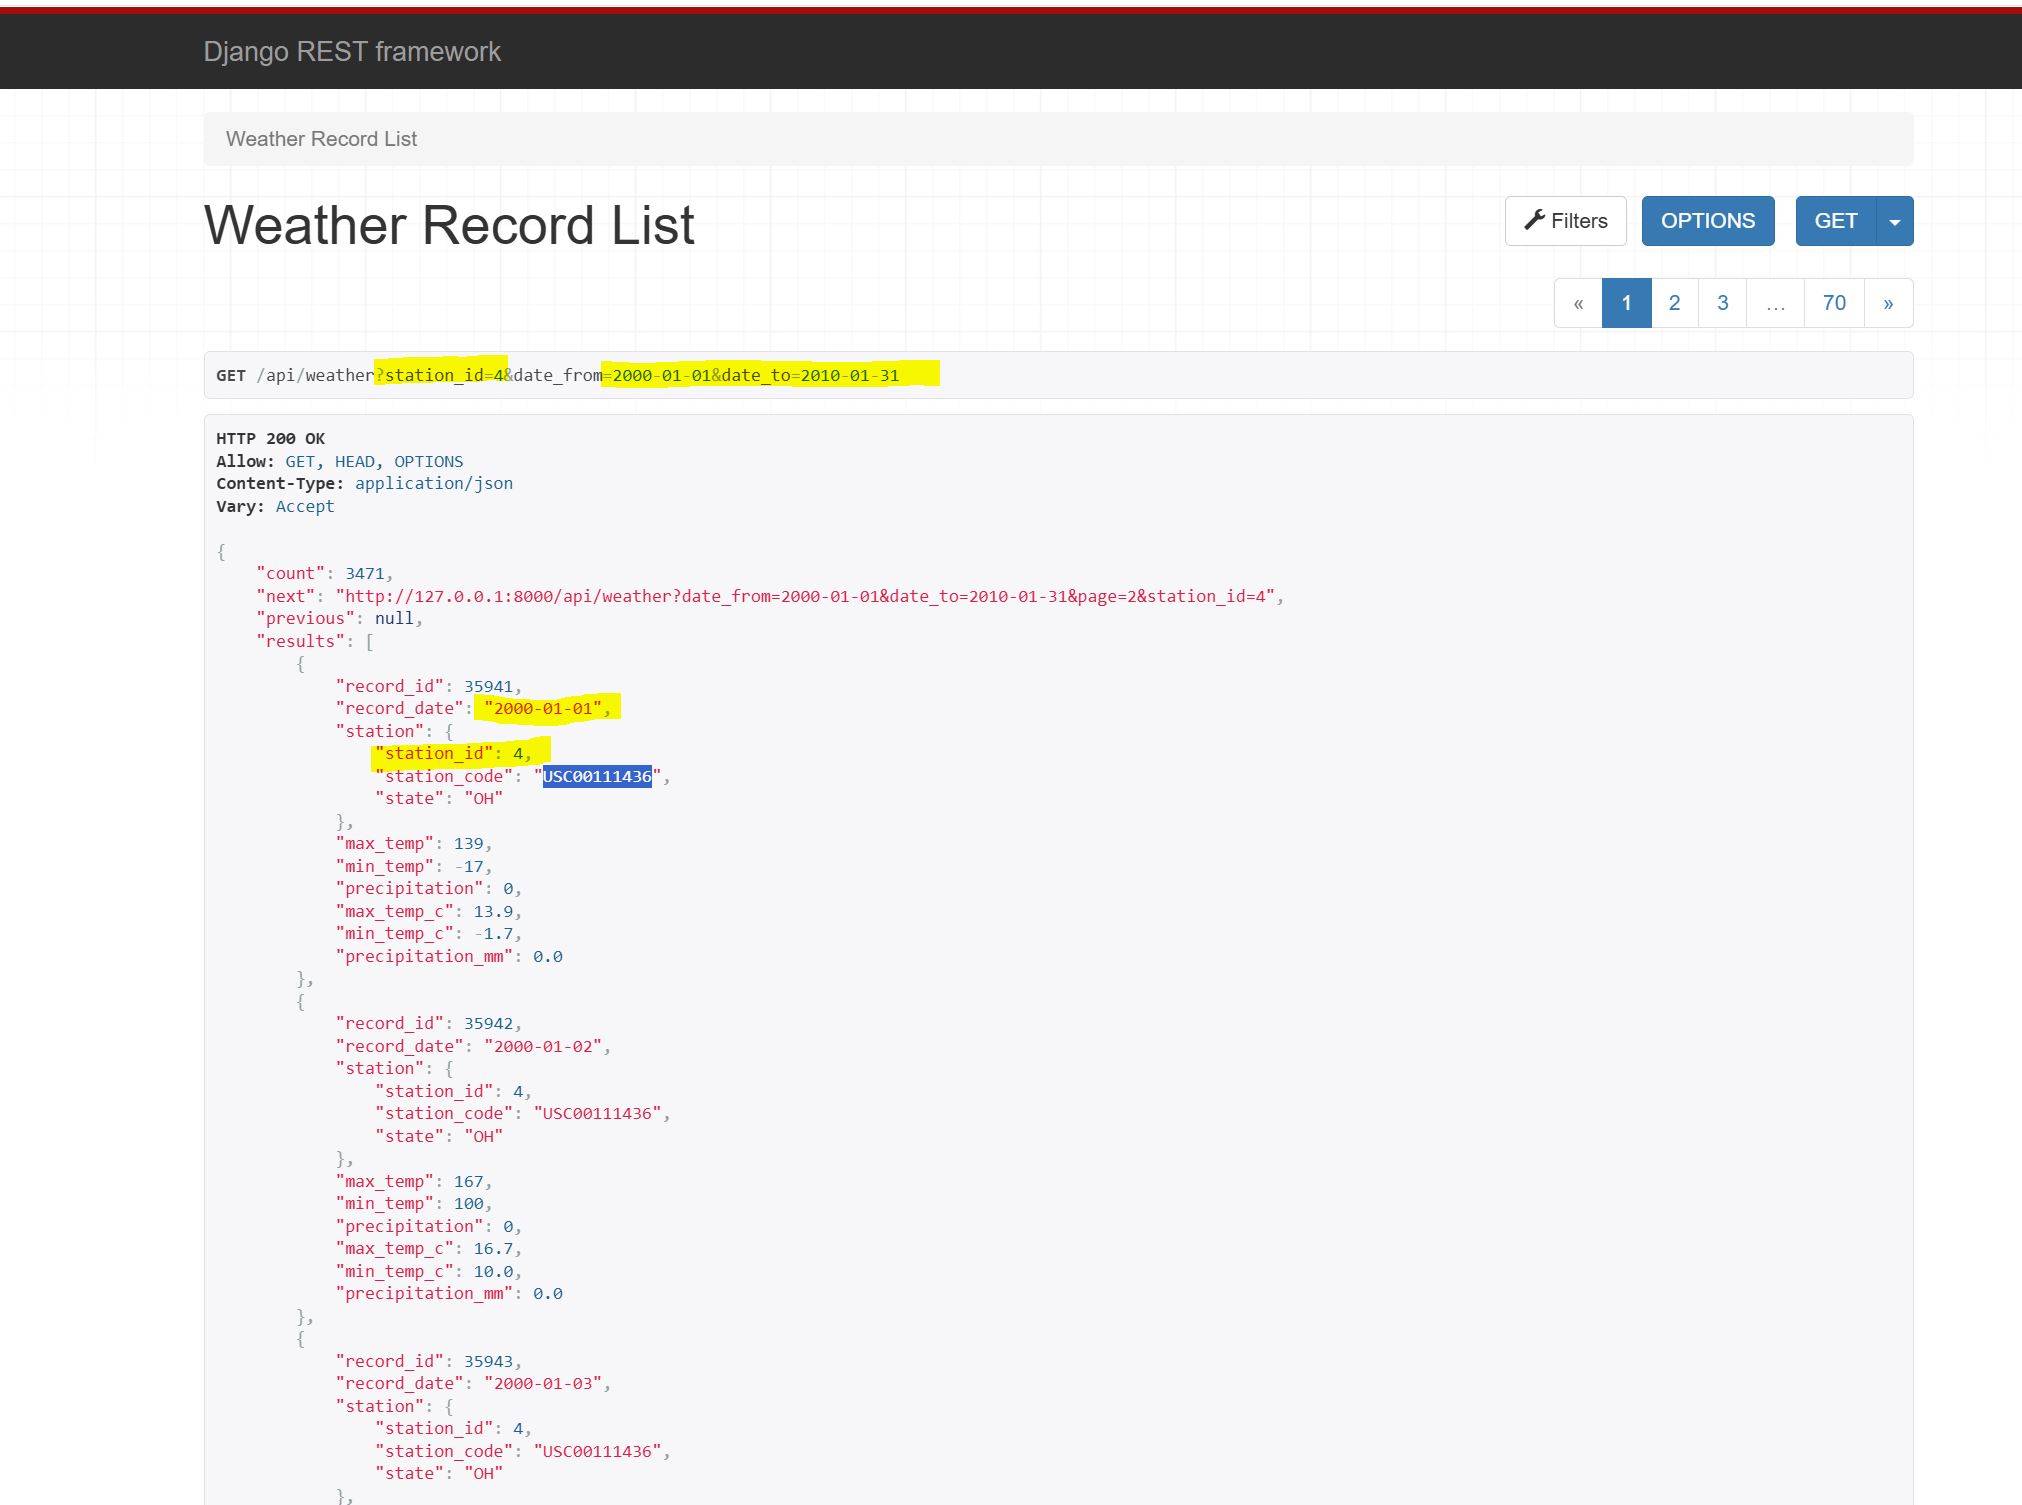 Django REST framework
Weather Record List
Weather Record List
Filters
OPTIONS
GET
« 1 2 3 … 70 »
GET /api/weather?station_id=4&date_from=2000-01-01&date_to=2010-01-31
HTTP 200 OK
Allow: GET, HEAD, OPTIONS
Content-Type: application/json
Vary: Accept
{
"count": 3471,
"next": "http://127.0.0.1:8000/api/weather?date_from=2000-01-01&date_to=2010-01-31&page=2&station_id=4",
"previous": null,
"results": [
{
"record_id": 35941,
"record_date": "2000-01-01",
"station": {
"station_id": 4,
"station_code": "USC00111436",
"state": "OH"
},
"max_temp": 139,
"min_temp": -17,
"precipitation": 0,
"max_temp_c": 13.9,
"min_temp_c": -1.7,
"precipitation_mm": 0.0
},
{
"record_id": 35942,
"record_date": "2000-01-02",
"station": {
"station_id": 4,
"station_code": "USC00111436",
"state": "OH"
},
"max_temp": 167,
"min_temp": 100,
"precipitation": 0,
"max_temp_c": 16.7,
"min_temp_c": 10.0,
"precipitation_mm": 0.0
},
{
"record_id": 35943,
"record_date": "2000-01-03",
"station": {
"station_id": 4,
"station_code": "USC00111436",
"state": "OH"
},